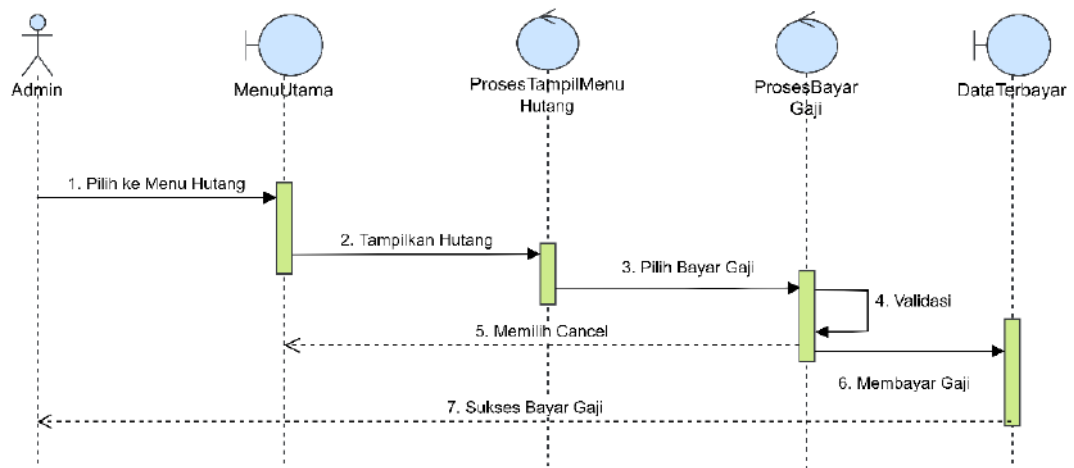 Admin
MenuUtama
ProsesTampilMenu
Hutang
ProsesBayar
Gaji
DataTerbayar
1. Pilih ke Menu Hutang
2. Tampilkan Hutang
3. Pilih Bayar Gaji
4. Validasi
5. Memilih Cancel
6. Membayar Gaji
7. Sukses Bayar Gaji